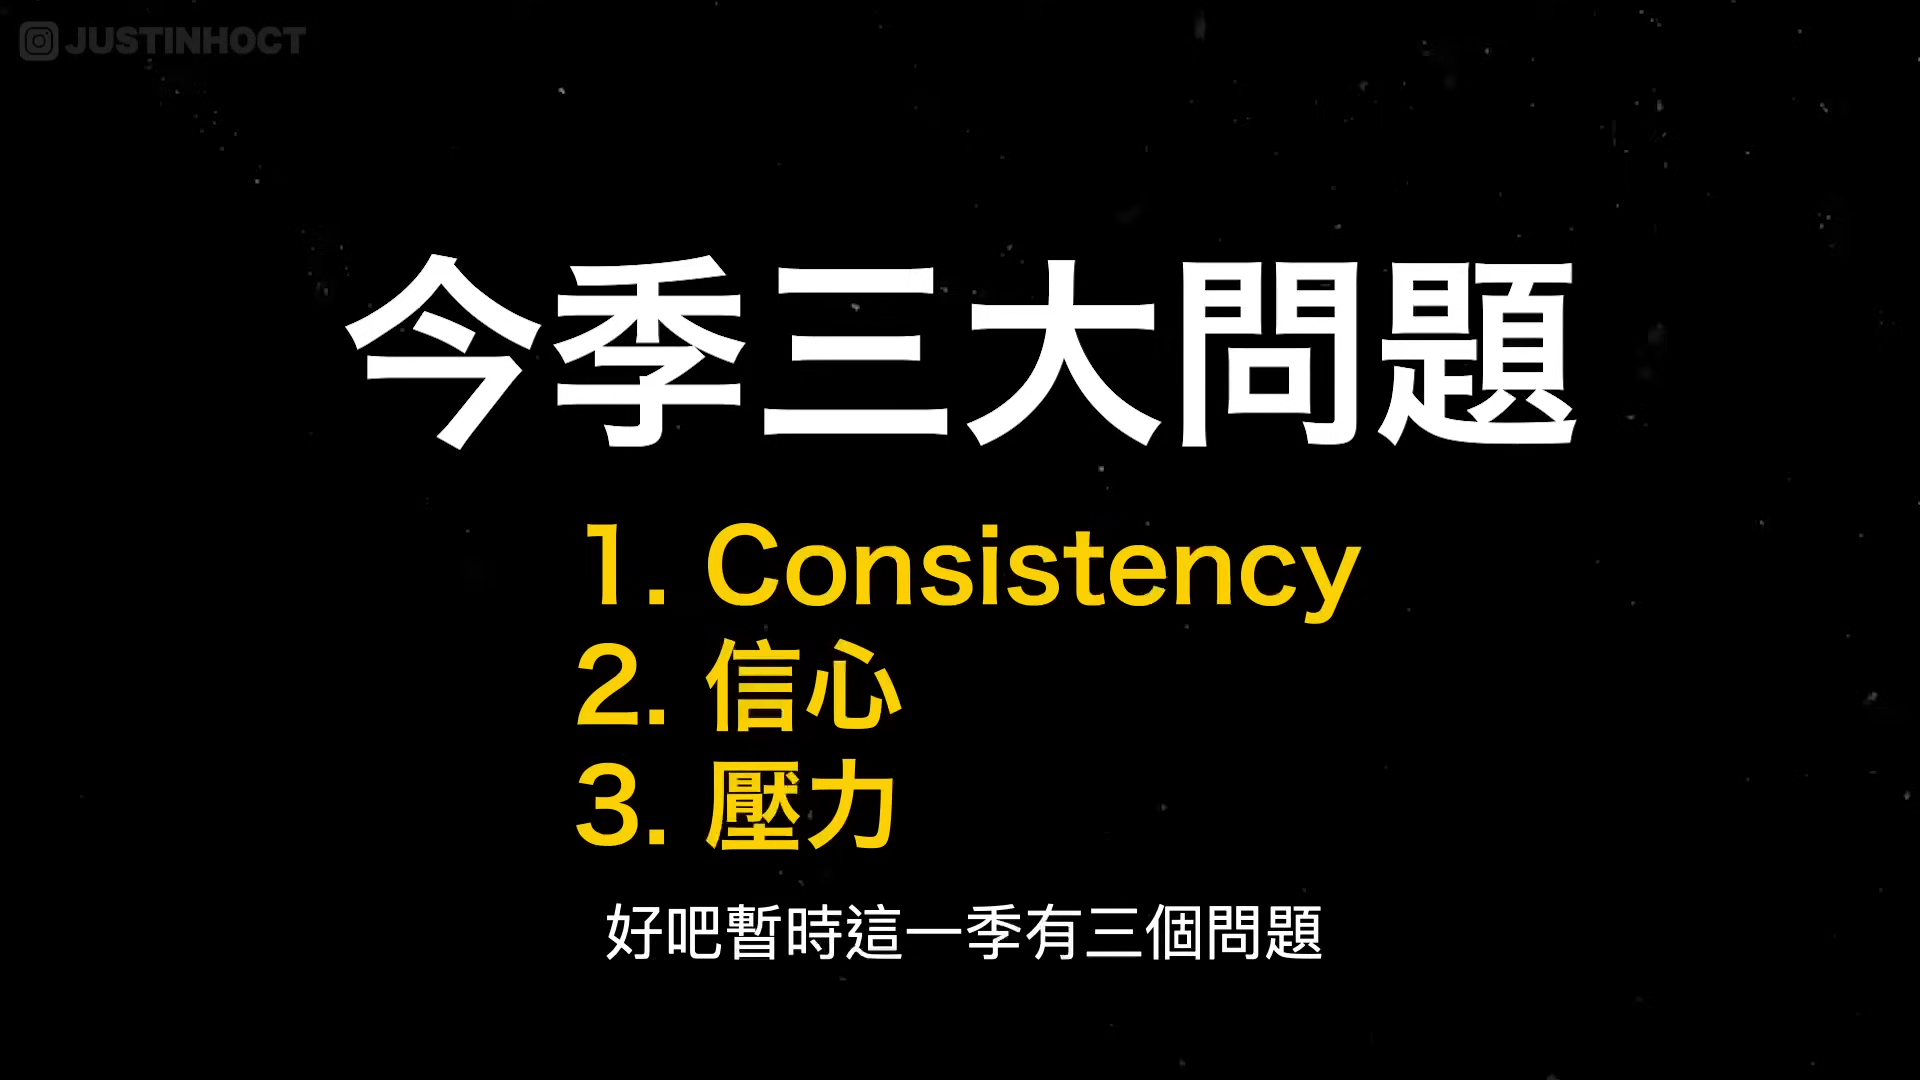 JUSTINHOCT
今季三大問題
1. Consistency
2. 信心
3. 壓力
好吧暫時這一季有三個問題